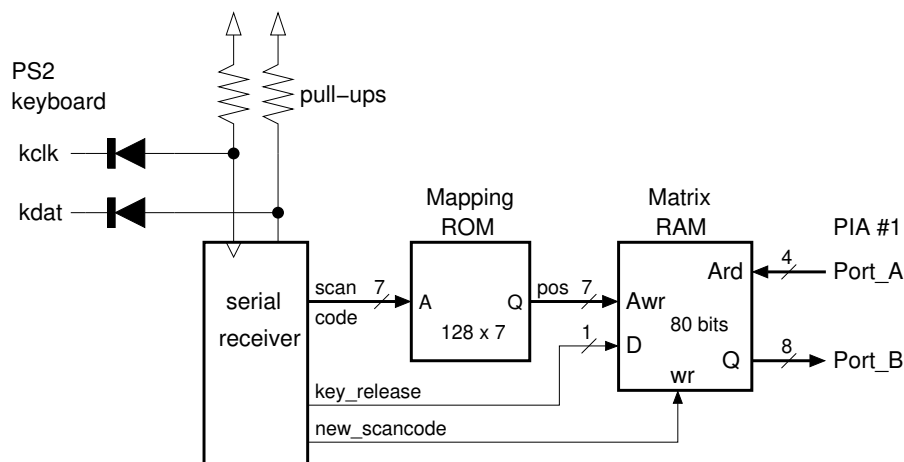 PS2
keyboard
pull−ups
kclk
kdat
Mapping
ROM
Matrix
RAM
PIA #1
serial
receiver
scan
code
7
A
Q
128 x 7
pos
7
Awr
Ard
4
Port_A
80 bits
1
D
Q
8
Port_B
wr
key_release
new_scancode